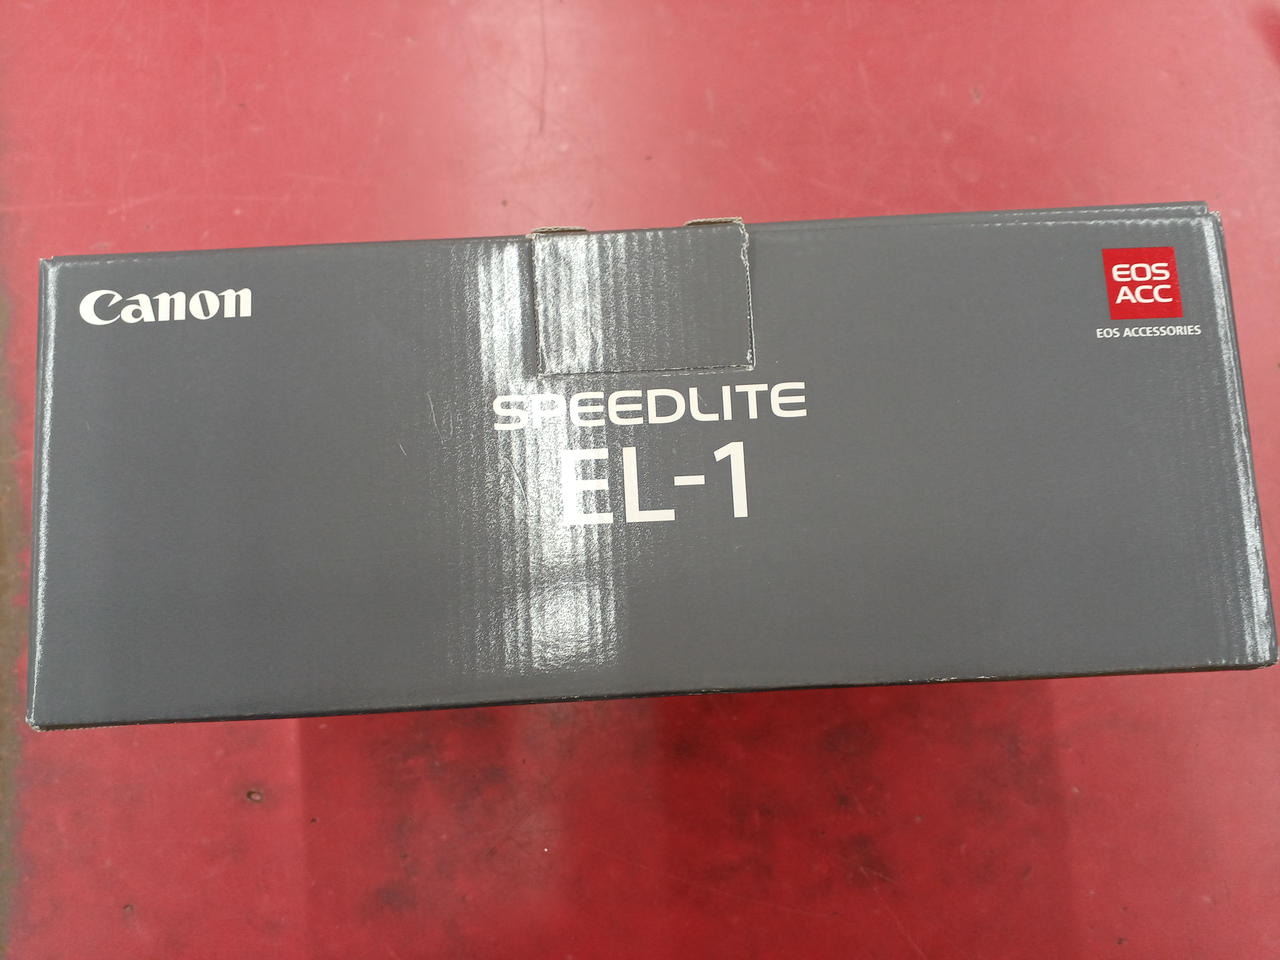 Canon
EOS
ACC
EOS ACCESSORIES
SPEEDLITE
EL-1